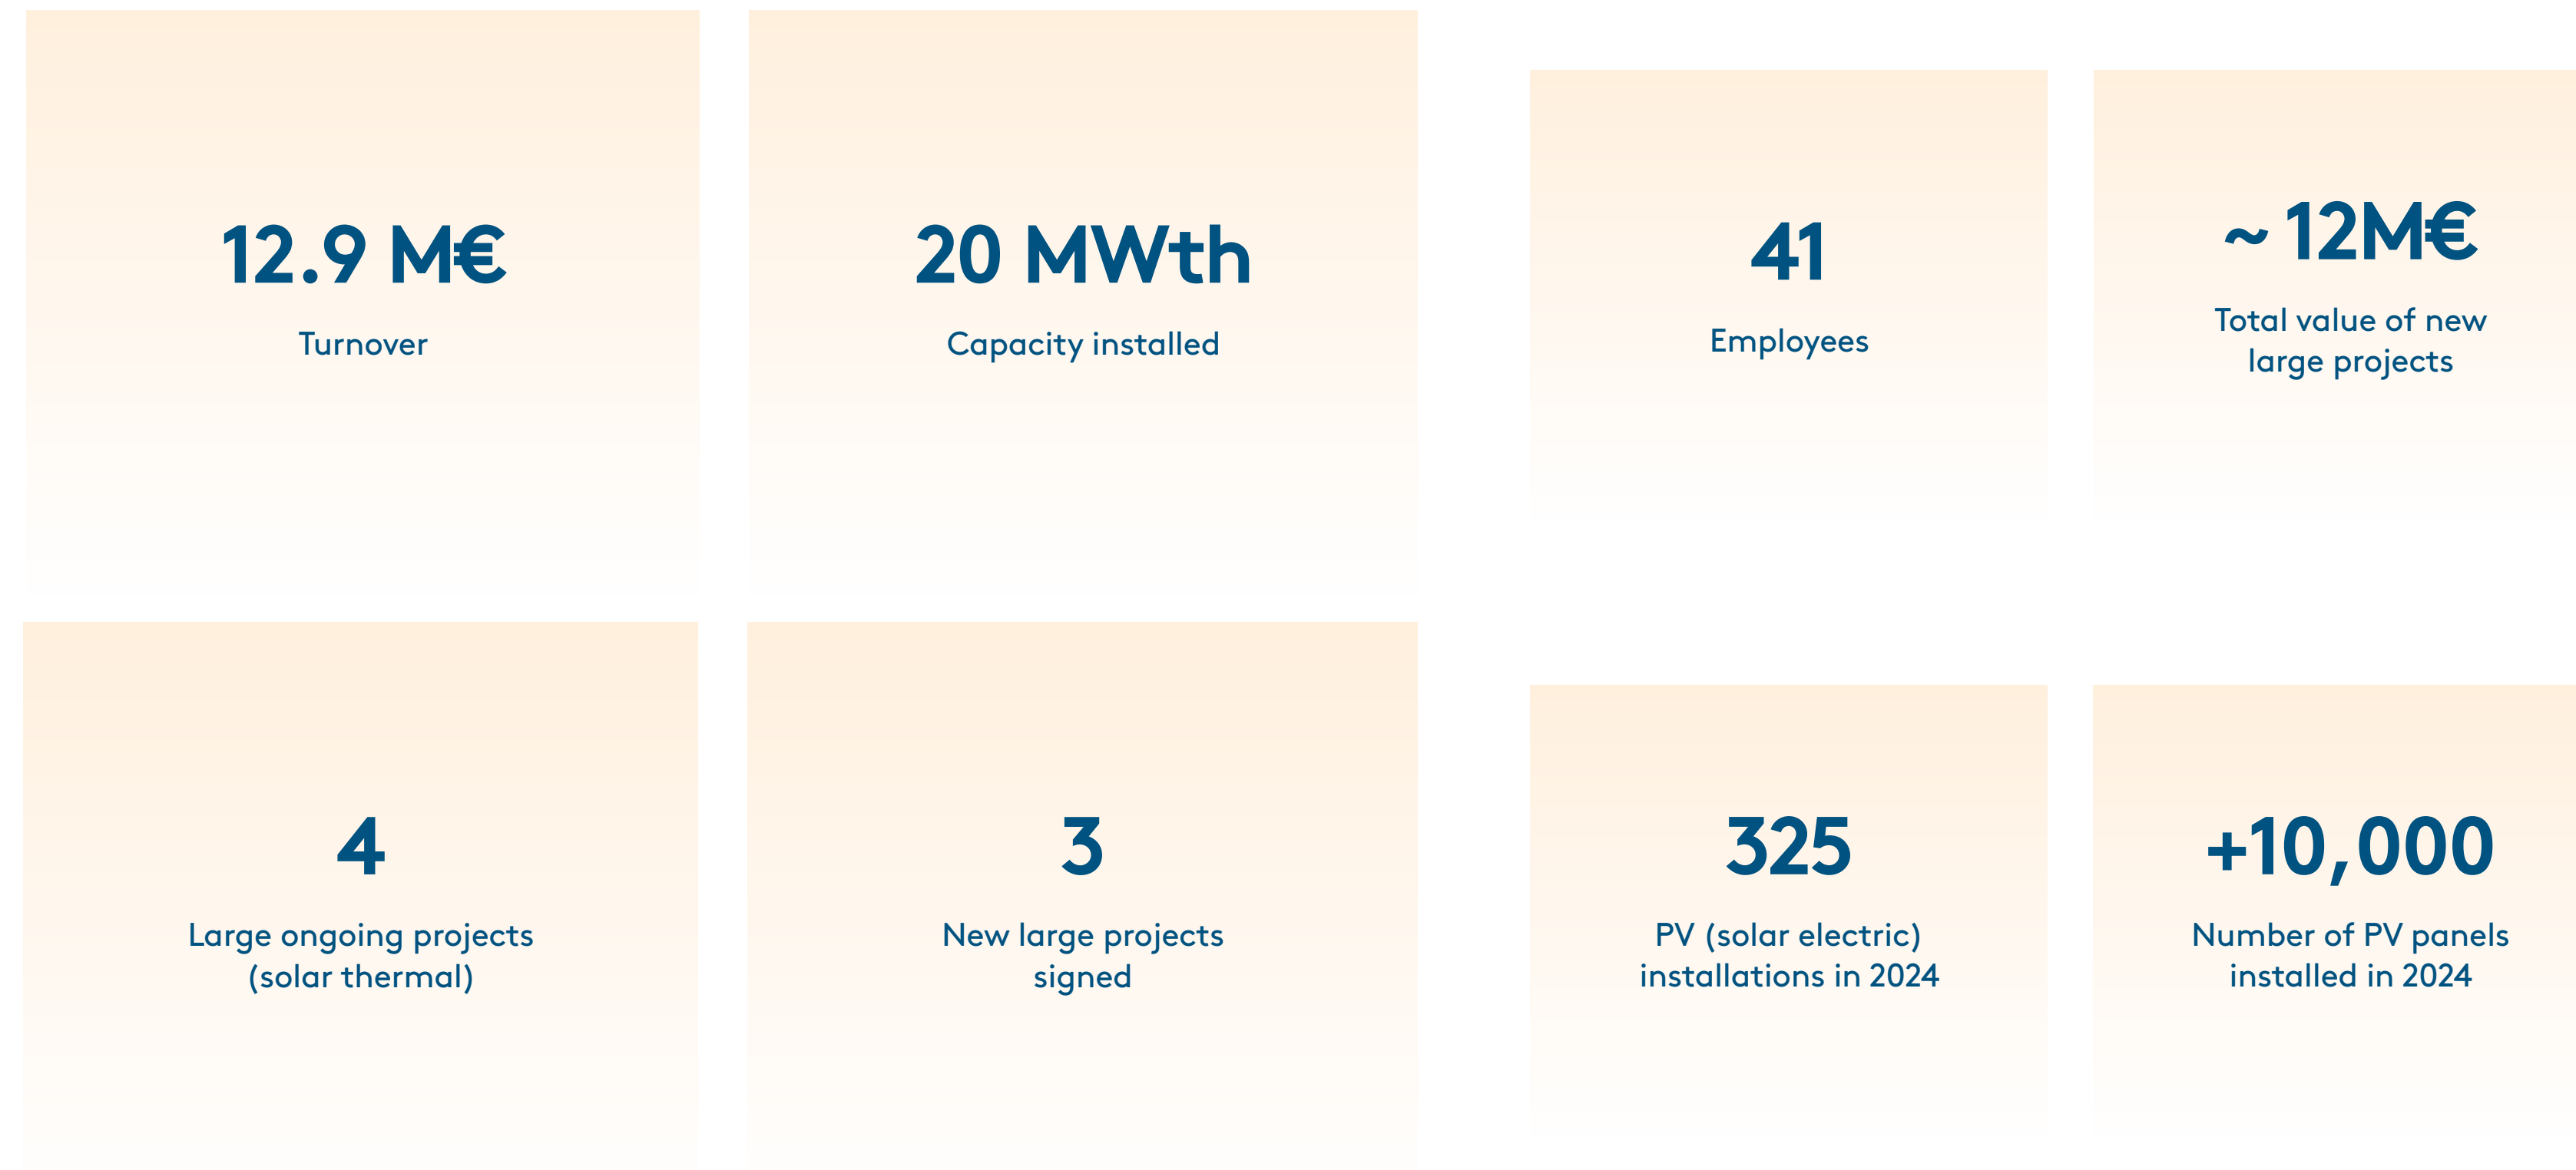 12.9 M€
Turnover
20 MWth
Capacity installed
41
Employees
~ 12M€
Total value of new
large projects
4
Large ongoing projects
(solar thermal)
3
New large projects
signed
325
PV (solar electric)
installations in 2024
+10,000
Number of PV panels
installed in 2024